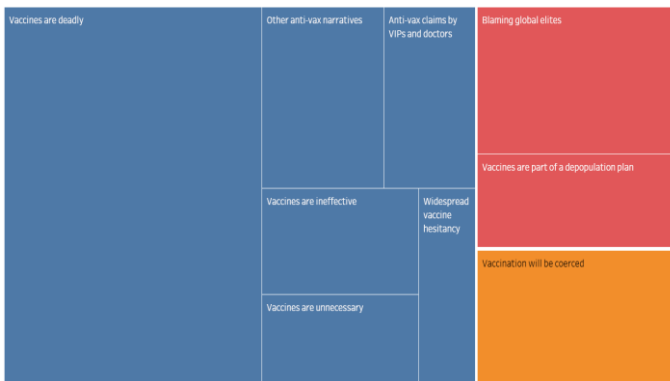 Vaccines are deadly
Other anti-vax narratives
Anti-vax claims by
VIPs and doctors
Blaming global elites
Vaccines are part of a depopulation plan
Vaccines are ineffective
Widespread
vaccine
hesitancy
Vaccination will be coerced
Vaccines are unnecessary